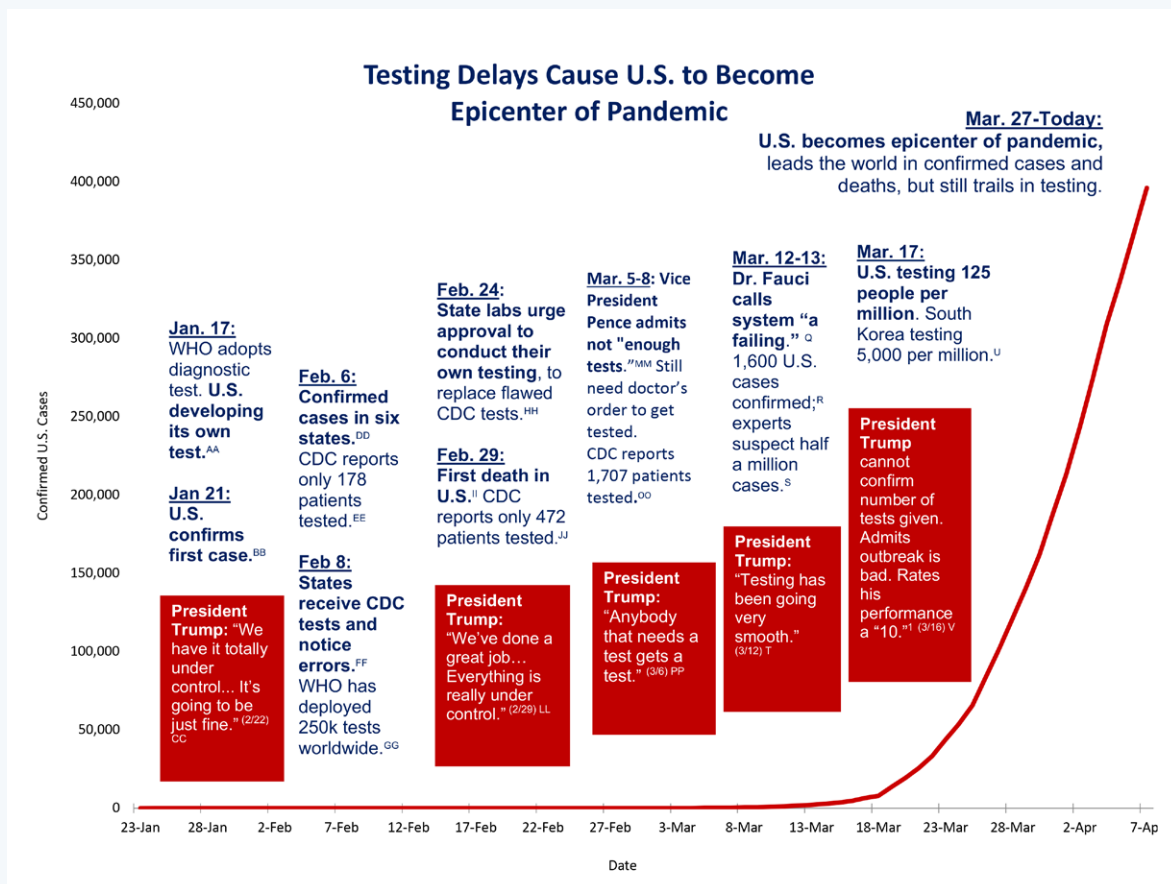 Testing Delays Cause U.S. to Become
Epicenter of Pandemic
Mar. 27-Today:
U.S. becomes epicenter of pandemic,
leads the world in confirmed cases and
deaths, but still trails in testing.
Confirmed U.S. Cases
450,000
400,000
350,000
300,000
250,000
200,000
150,000
100,000
50,000
0
Jan. 17:
WHO adopts
diagnostic
test. U.S.
developing
its own
test.AA
Jan 21:
U.S.
confirms
first case.BB
President
Trump: “We
have it totally
under
control... It’s
going to be
just fine.” (2/22)
CC
Feb. 6:
Confirmed
cases in six
states.DD
CDC reports
only 178
patients
tested.EE
Feb 8:
States
receive CDC
tests and
notice
errors.FF
WHO has
deployed
250k tests
worldwide.GG
Feb. 24:
State labs urge
approval to
conduct their
own testing, to
replace flawed
CDC tests.HH
Feb. 29:
First death in
U.S.II CDC
reports only 472
patients tested.JJ
President
Trump:
“We’ve done a
great job…
Everything is
really under
control.” (2/29) LL
Mar. 5-8: Vice
President
Pence admits
not "enough
tests.”MM Still
need doctor’s
order to get
tested.
CDC reports
1,707 patients
tested.OO
President
Trump:
“Anybody
that needs a
test gets a
test.” (3/6) PP
Mar. 12-13:
Dr. Fauci
calls
system “a
failing.” Q
1,600 U.S.
cases
confirmed;R
experts
suspect half
a million
cases.S
President
Trump:
“Testing has
been going
very
smooth.”
(3/12) T
Mar. 17:
U.S. testing 125
people per
million. South
Korea testing
5,000 per million.U
President
Trump
cannot
confirm
number of
tests given.
Admits
outbreak is
bad. Rates
his
performance
a “10.”1 (3/16) V
23-Jan
28-Jan
2-Feb
7-Feb
12-Feb
17-Feb
22-Feb
27-Feb
3-Mar
8-Mar
13-Mar
18-Mar
23-Mar
28-Mar
2-Apr
7-Ap
Date